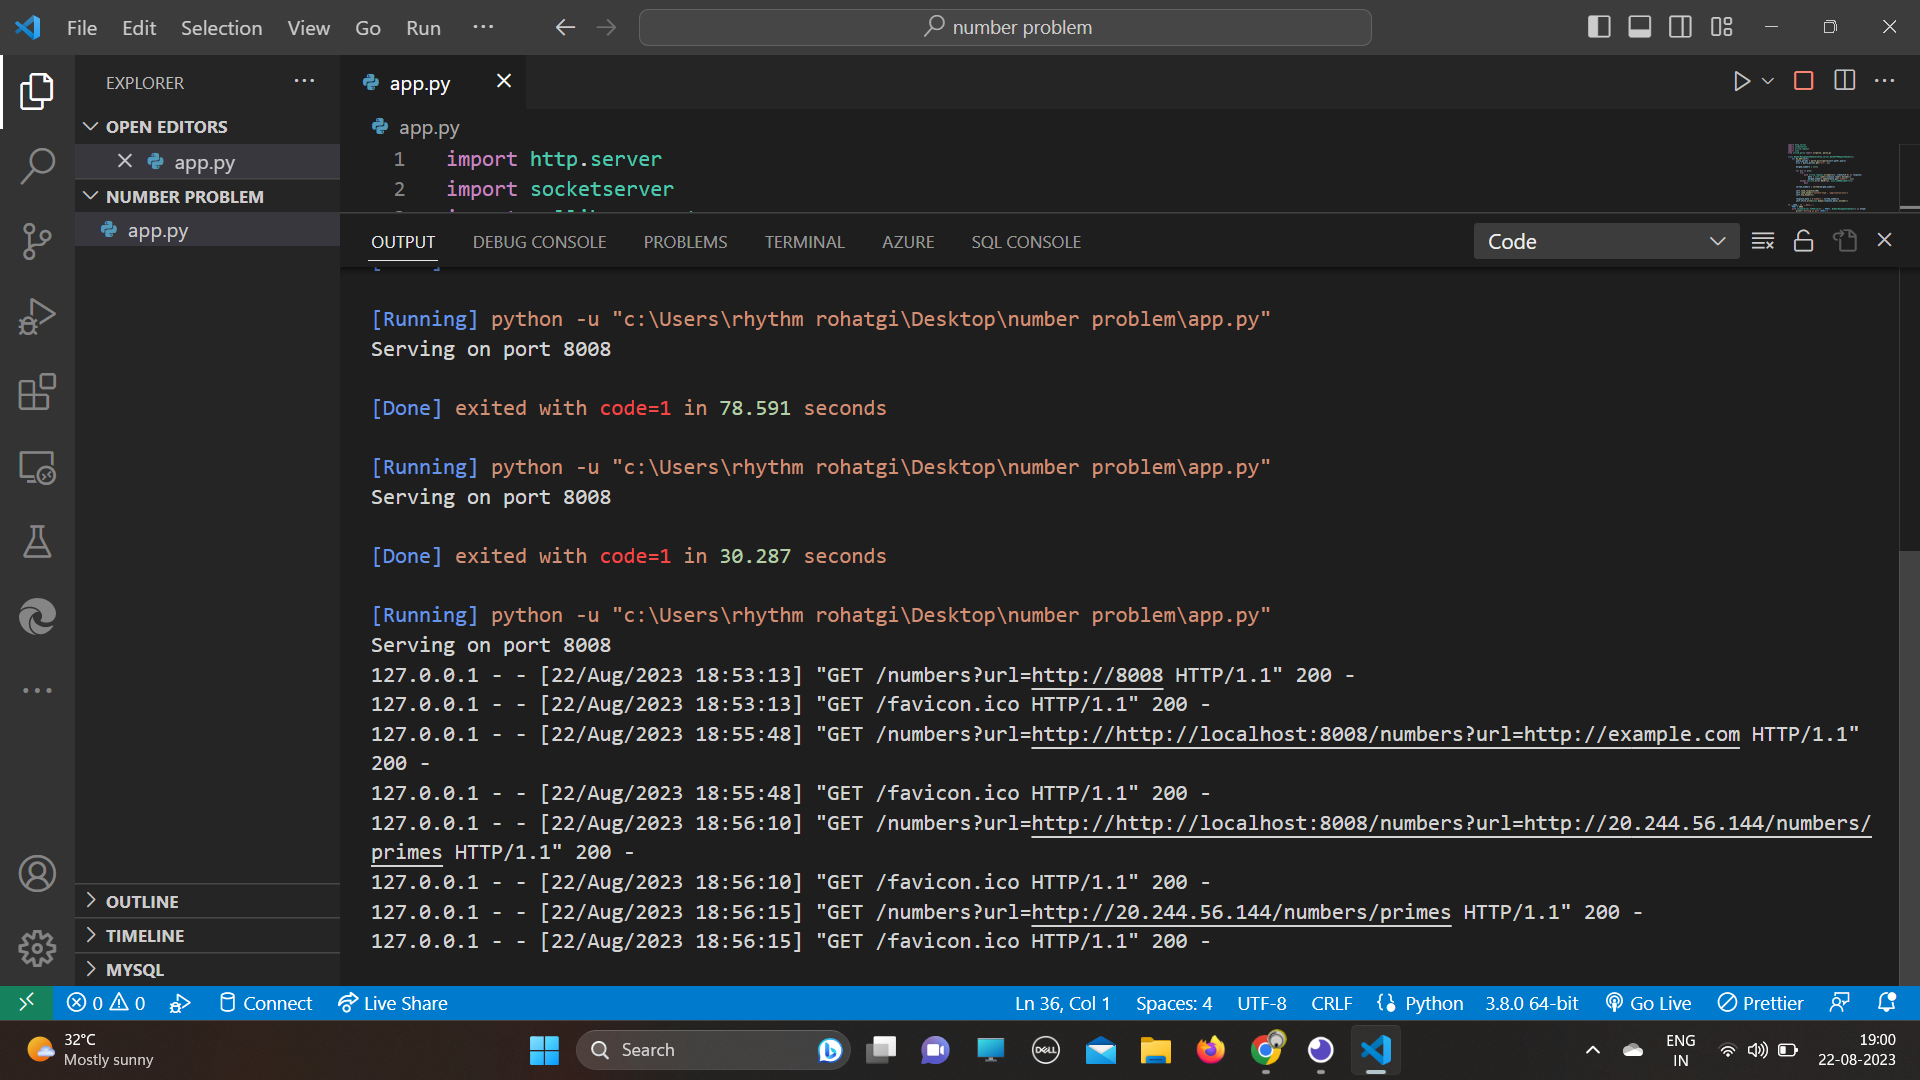 File Edit Selection View Go Run ···
number problem
EXPLORER
app.py
OPEN EDITORS
app.py
NUMBER PROBLEM
app.py
OUTLINE
TIMELINE
MYSQL
app.py
1 import http.server
2 import socketserver
OUTPUT DEBUG CONSOLE PROBLEMS TERMINAL AZURE SQL CONSOLE
Code
[Running] python -u "c:\Users\rhythm rohatgi\Desktop\number problem\app.py"
Serving on port 8008
[Done] exited with code=1 in 78.591 seconds
[Running] python -u "c:\Users\rhythm rohatgi\Desktop\number problem\app.py"
Serving on port 8008
[Done] exited with code=1 in 30.287 seconds
[Running] python -u "c:\Users\rhythm rohatgi\Desktop\number problem\app.py"
Serving on port 8008
127.0.0.1 - - [22/Aug/2023 18:53:13] "GET /numbers?url=http://8008 HTTP/1.1" 200 -
127.0.0.1 - - [22/Aug/2023 18:53:13] "GET /favicon.ico HTTP/1.1" 200 -
127.0.0.1 - - [22/Aug/2023 18:55:48] "GET /numbers?url=http://http://localhost:8008/numbers?url=http://example.com HTTP/1.1"
200 -
127.0.0.1 - - [22/Aug/2023 18:55:48] "GET /favicon.ico HTTP/1.1" 200 -
127.0.0.1 - - [22/Aug/2023 18:56:10] "GET /numbers?url=http://http://localhost:8008/numbers?url=http://20.244.56.144/numbers/
primes HTTP/1.1" 200 -
127.0.0.1 - - [22/Aug/2023 18:56:10] "GET /favicon.ico HTTP/1.1" 200 -
127.0.0.1 - - [22/Aug/2023 18:56:15] "GET /numbers?url=http://20.244.56.144/numbers/primes HTTP/1.1" 200 -
127.0.0.1 - - [22/Aug/2023 18:56:15] "GET /favicon.ico HTTP/1.1" 200 -
0 0 Connect Live Share Ln 36, Col 1 Spaces: 4 UTF-8 CRLF Python 3.8.0 64-bit Go Live Prettier
32°C
Mostly sunny
Search
DELL
ENG
IN
19:00
22-08-2023